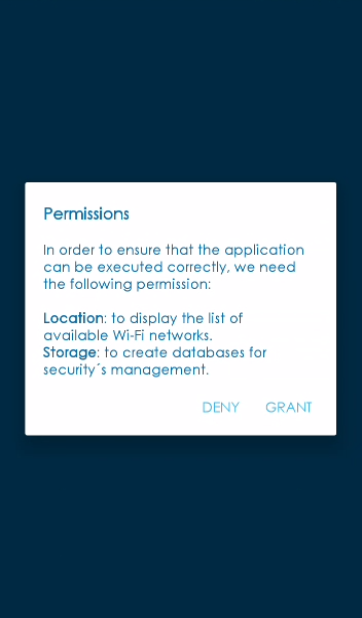 Permissions
In order to ensure that the application
can be executed correctly, we need
the following permission:
Location: to display the list of
available Wi-Fi networks.
Storage: to create databases for
security´s management.
DENY GRANT